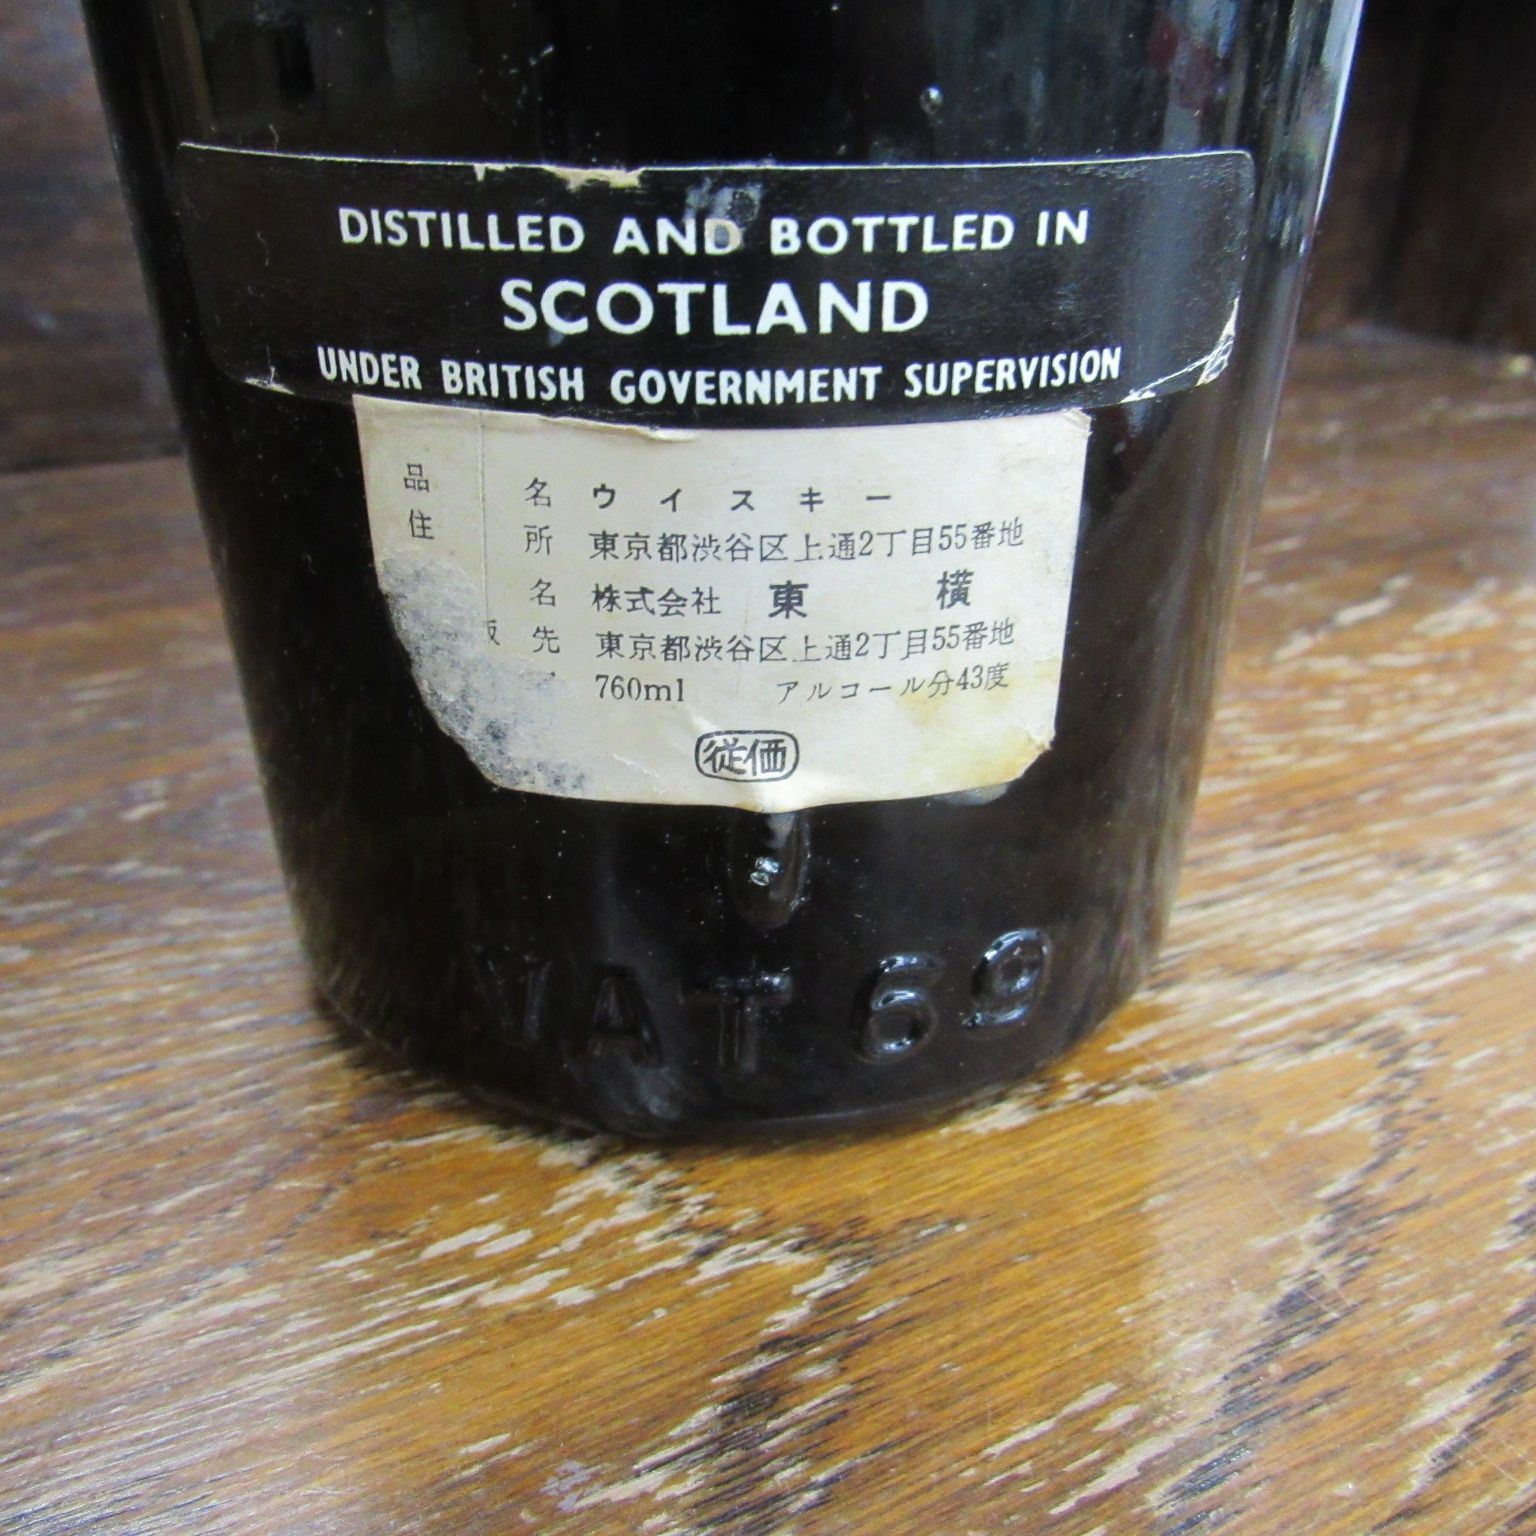 DISTILLED AND BOTTLED IN
SCOTLAND
UNDER BRITISH GOVERNMENT SUPERVISION
品 名 ウイスキー
住 所 東京都渋谷区上通2丁目55番地
名 株式会社 東 横
販 先 東京都渋谷区上通2丁目55番地
760ml アルコール分43度
従価
VAT 69